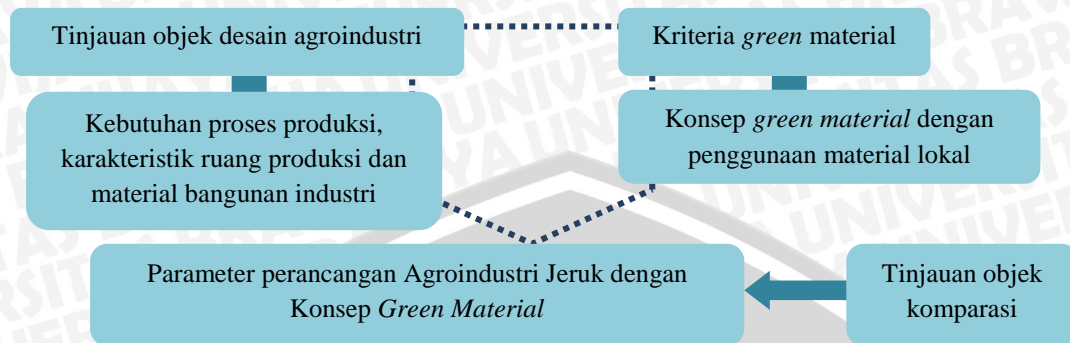 Tinjauan objek desain agroindustri
Kriteria green material
Kebutuhan proses produksi,
karakteristik ruang produksi dan
material bangunan industri
Konsep green material dengan
penggunaan material lokal
Parameter perancangan Agroindustri Jeruk dengan
Konsep Green Material
Tinjauan objek
komparasi